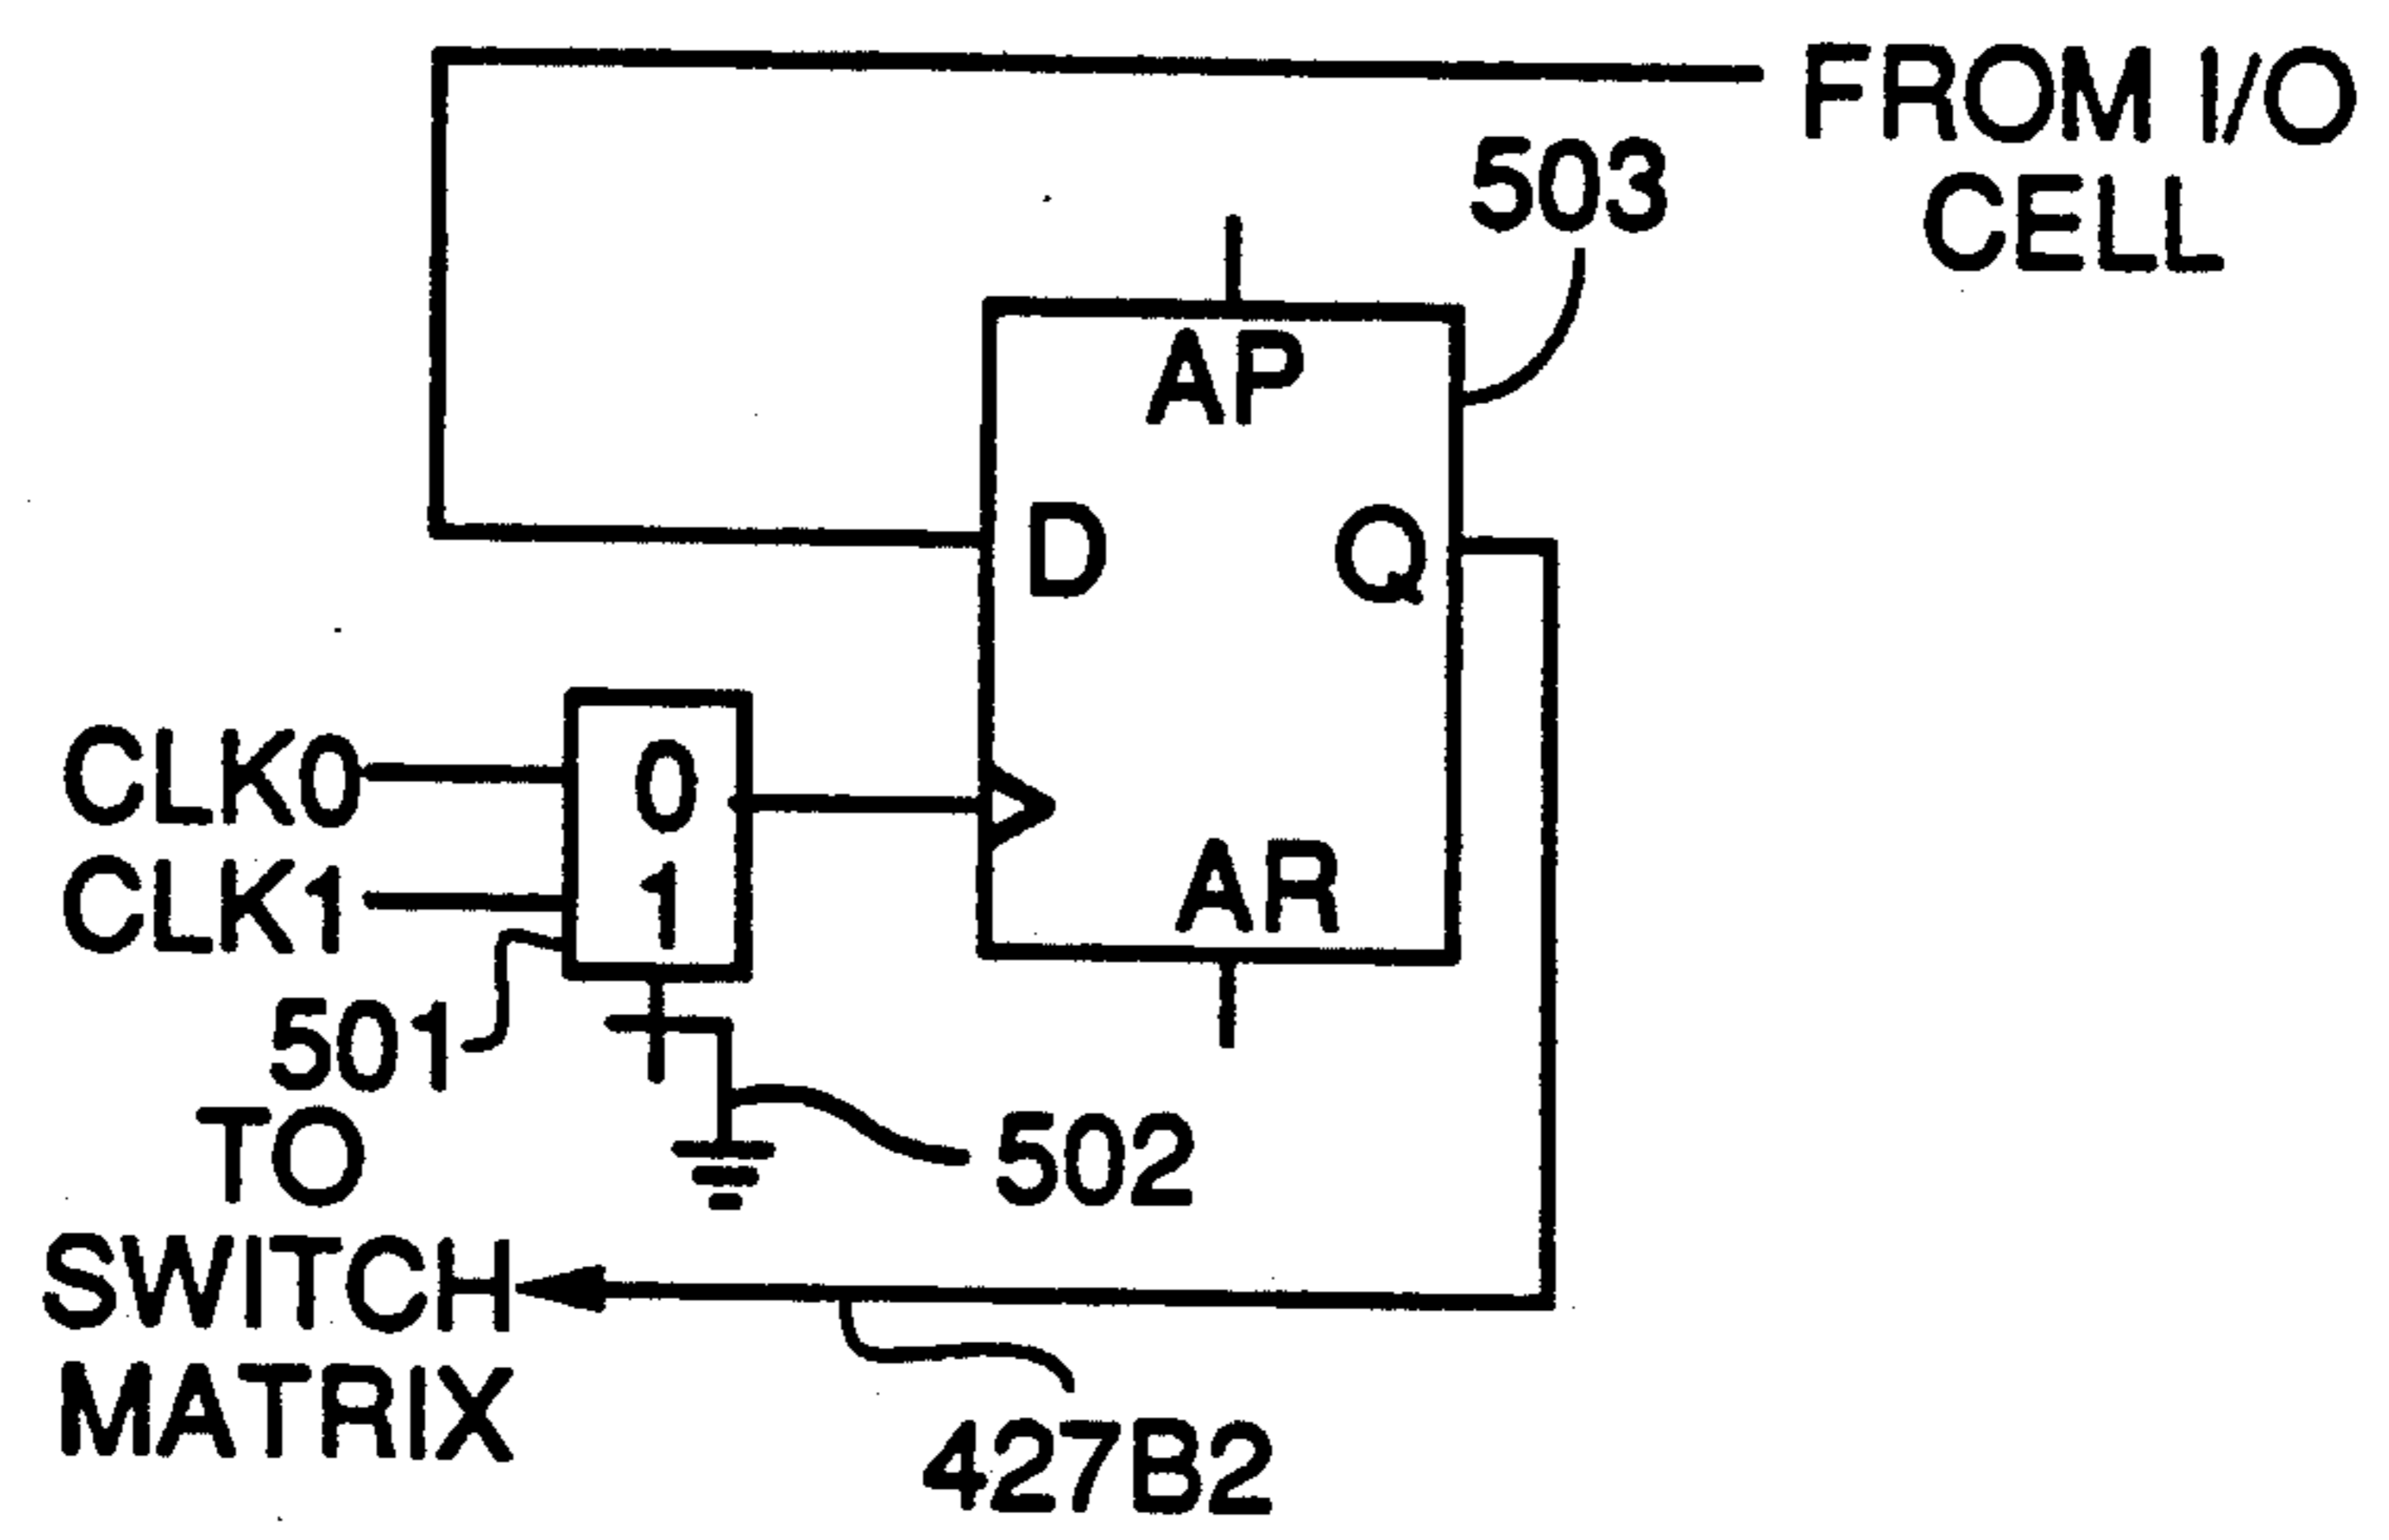 FROM I/O
CELL
503
AP
D
Q
CLK0
0
CLK1
1
AR
501
502
TO
SWITCH
MATRIX
427B2